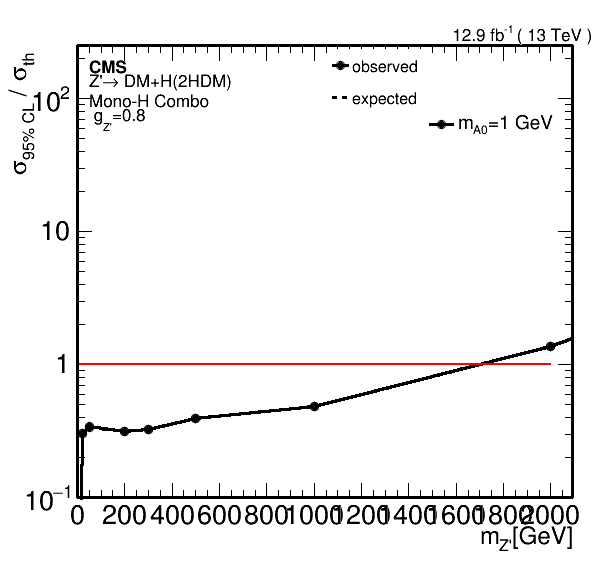 12.9 fb⁻¹ ( 13 TeV )
σ95% CL / σth
CMS
Z'→ DM+H(2HDM)
Mono-H Combo
gZ'=0.8
observed
expected
mA0=1 GeV
10²
10
1
10⁻¹
0 200 400 600 800 1000 1200 1400 1600 1800 2000
mZ'[GeV]